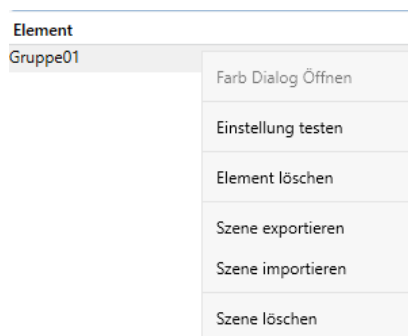 Element
Gruppe01
Farb Dialog Öffnen
Einstellung testen
Element löschen
Szene exportieren
Szene importieren
Szene löschen